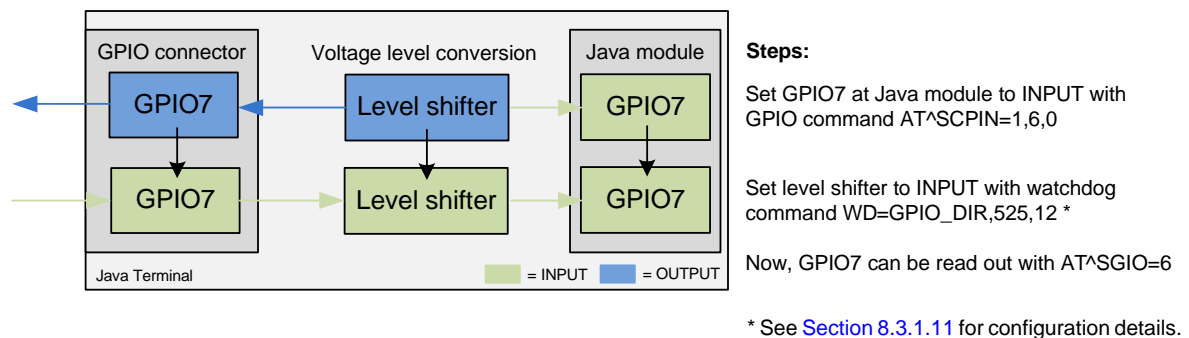 GPIO connector
Voltage level conversion
Java module
GPIO7
Level shifter
GPIO7
GPIO7
Level shifter
GPIO7
Java Terminal
= INPUT
= OUTPUT
Steps:
Set GPIO7 at Java module to INPUT with
GPIO command AT^SCPIN=1,6,0
Set level shifter to INPUT with watchdog
command WD=GPIO_DIR,525,12 *
Now, GPIO7 can be read out with AT^SGIO=6
* See Section 8.3.1.11 for configuration details.